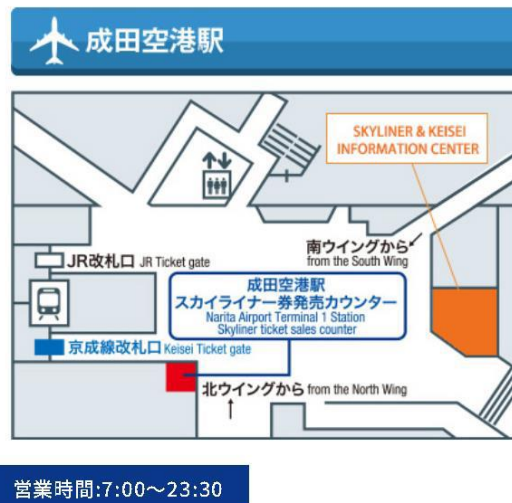 成田空港駅
SKYLINER & KEISEI
INFORMATION CENTER
南ウイングから
from the South Wing
JR改札口 JR Ticket gate
成田空港駅
スカイライナー券発売カウンター
Narita Airport Terminal 1 Station
Skyliner ticket sales counter
京成線改札口 Keisei Ticket gate
北ウイングから from the North Wing
営業時間:7:00～23:30